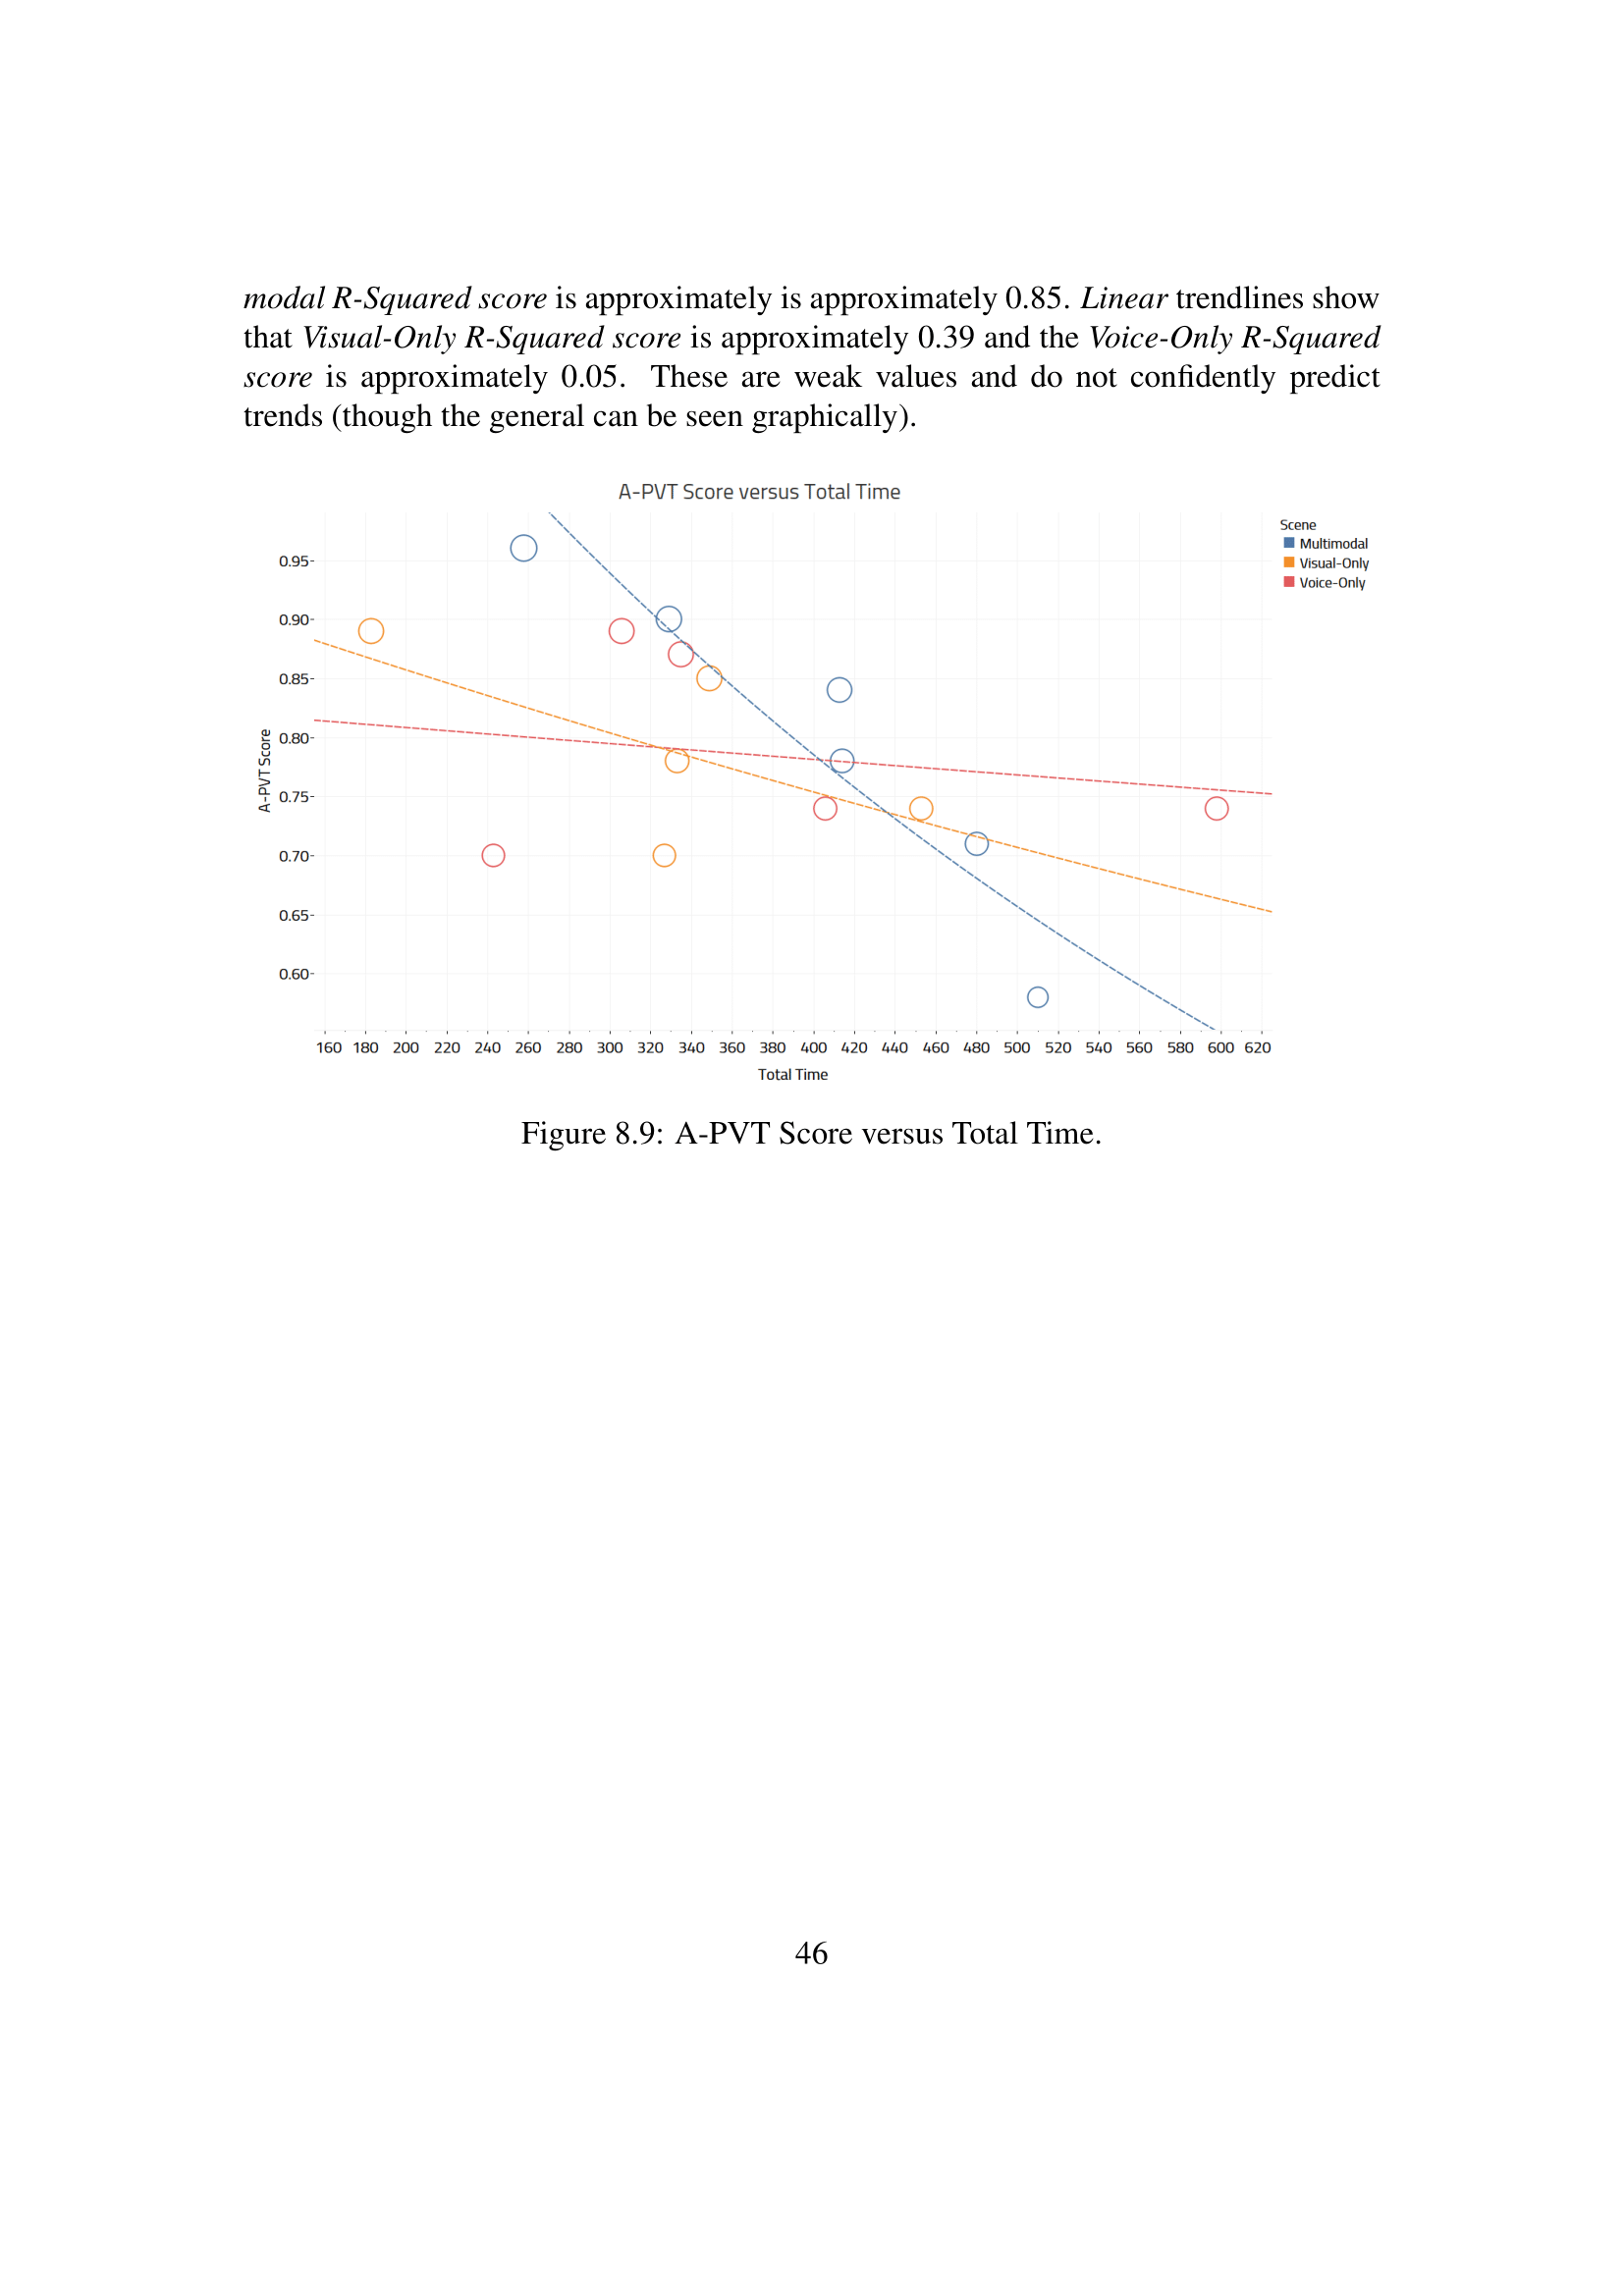 modal R-Squared score is approximately is approximately 0.85. Linear trendlines show
that Visual-Only R-Squared score is approximately 0.39 and the Voice-Only R-Squared
score is approximately 0.05. These are weak values and do not confidently predict
trends (though the general can be seen graphically).
A-PVT Score versus Total Time
Scene
Multimodal
Visual-Only
Voice-Only
A-PVT Score
0.95
0.90
0.85
0.80
0.75
0.70
0.65
0.60
160 180 200 220 240 260 280 300 320 340 360 380 400 420 440 460 480 500 520 540 560 580 600 620
Total Time
Figure 8.9: A-PVT Score versus Total Time.
46